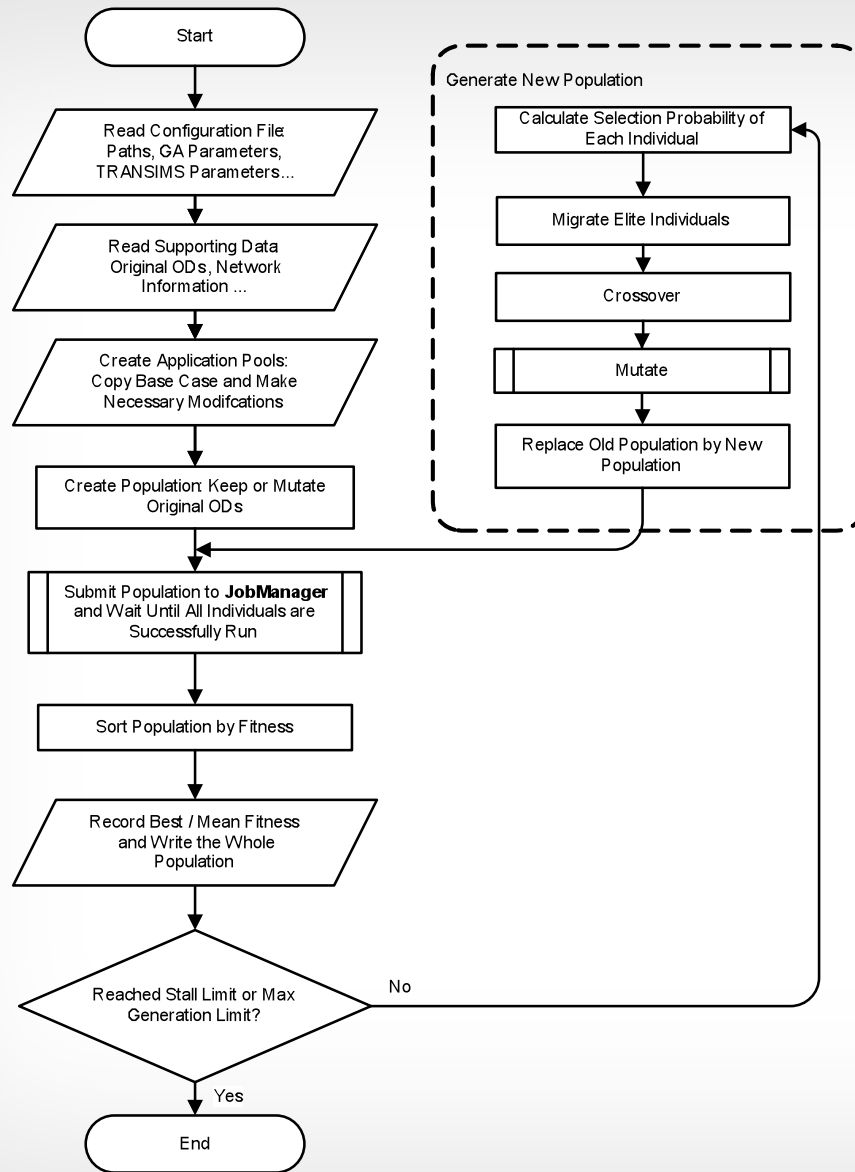 Start
Read Configuration File:
Paths, GA Parameters,
TRANSIMS Parameters...
Read Supporting Data
Original ODs, Network
Information ...
Create Application Pools:
Copy Base Case and Make
Necessary Modifcations
Create Population: Keep or Mutate
Original ODs
Submit Population to JobManager
and Wait Until All Individuals are
Successfully Run
Sort Population by Fitness
Record Best / Mean Fitness
and Write the Whole
Population
Reached Stall Limit or Max
Generation Limit?
No
Yes
End
Generate New Population
Calculate Selection Probability of
Each Individual
Migrate Elite Individuals
Crossover
Mutate
Replace Old Population by New
Population